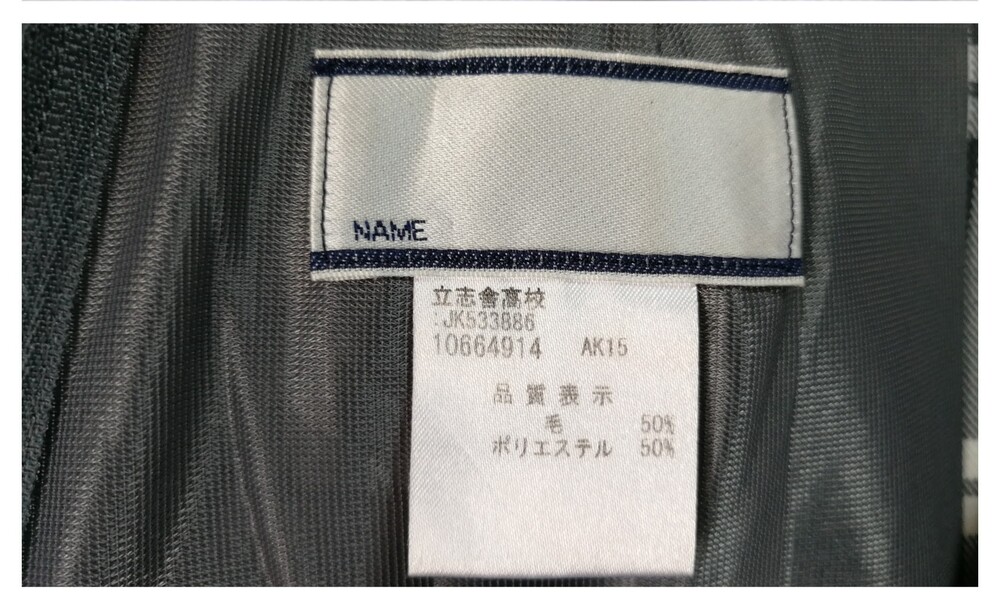 NAME
立志舎高校
:JK533886
10664914 AK15
品質表示
毛 50%
ポリエステル 50%